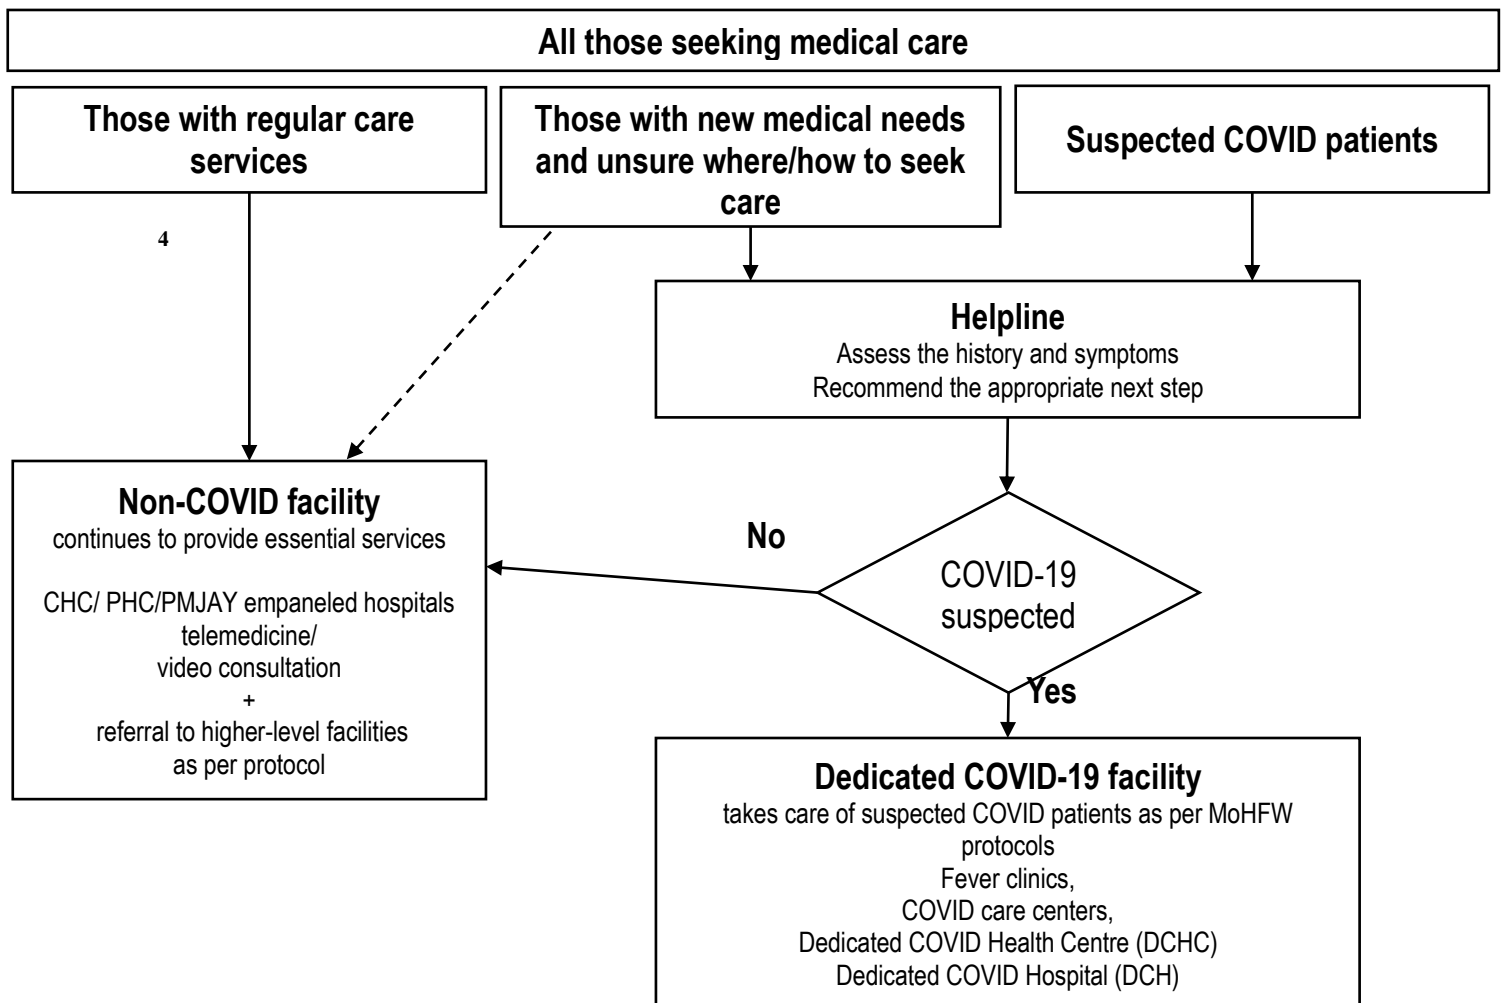 All those seeking medical care
Those with regular care
services
Those with new medical needs
and unsure where/how to seek
care
Suspected COVID patients
4
Helpline
Assess the history and symptoms
Recommend the appropriate next step
Non-COVID facility
continues to provide essential services
CHC/ PHC/PMJAY empaneled hospitals
telemedicine/
video consultation
+
referral to higher-level facilities
as per protocol
No
COVID-19
suspected
Yes
Dedicated COVID-19 facility
takes care of suspected COVID patients as per MoHFW
protocols
Fever clinics,
COVID care centers,
Dedicated COVID Health Centre (DCHC)
Dedicated COVID Hospital (DCH)